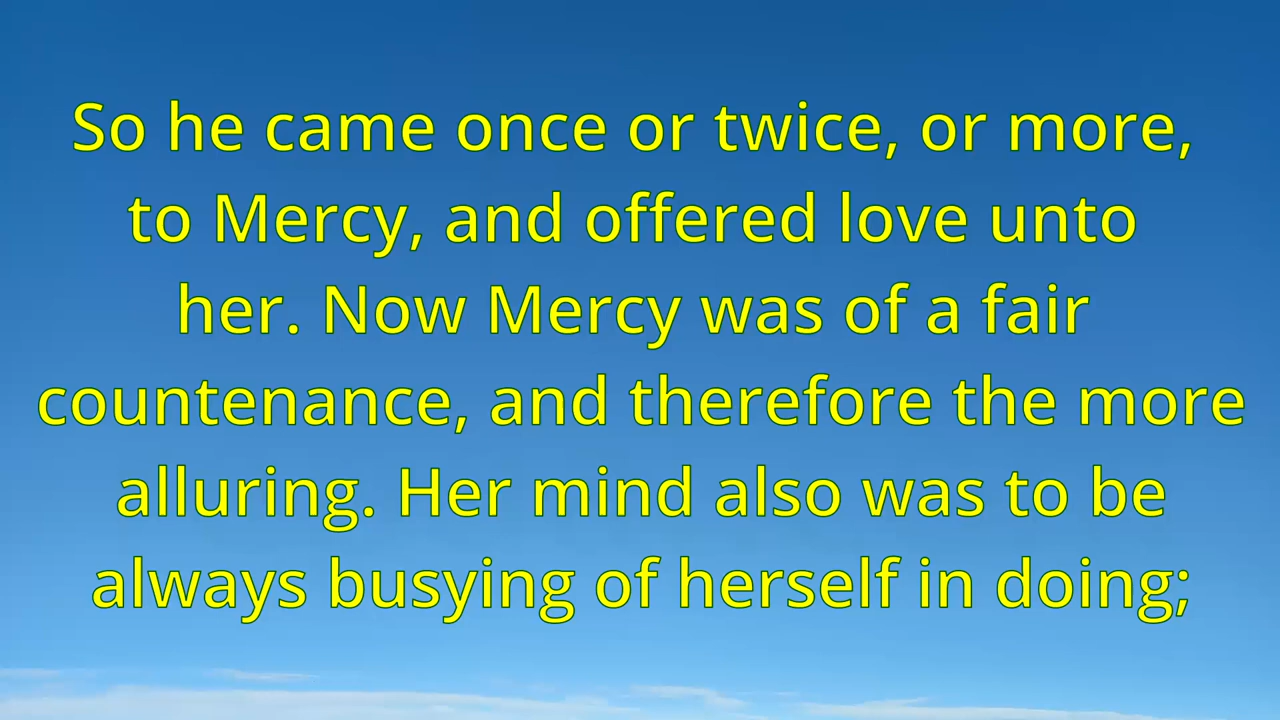 So he came once or twice, or more,
to Mercy, and offered love unto
her. Now Mercy was of a fair
countenance, and therefore the more
alluring. Her mind also was to be
always busying of herself in doing;